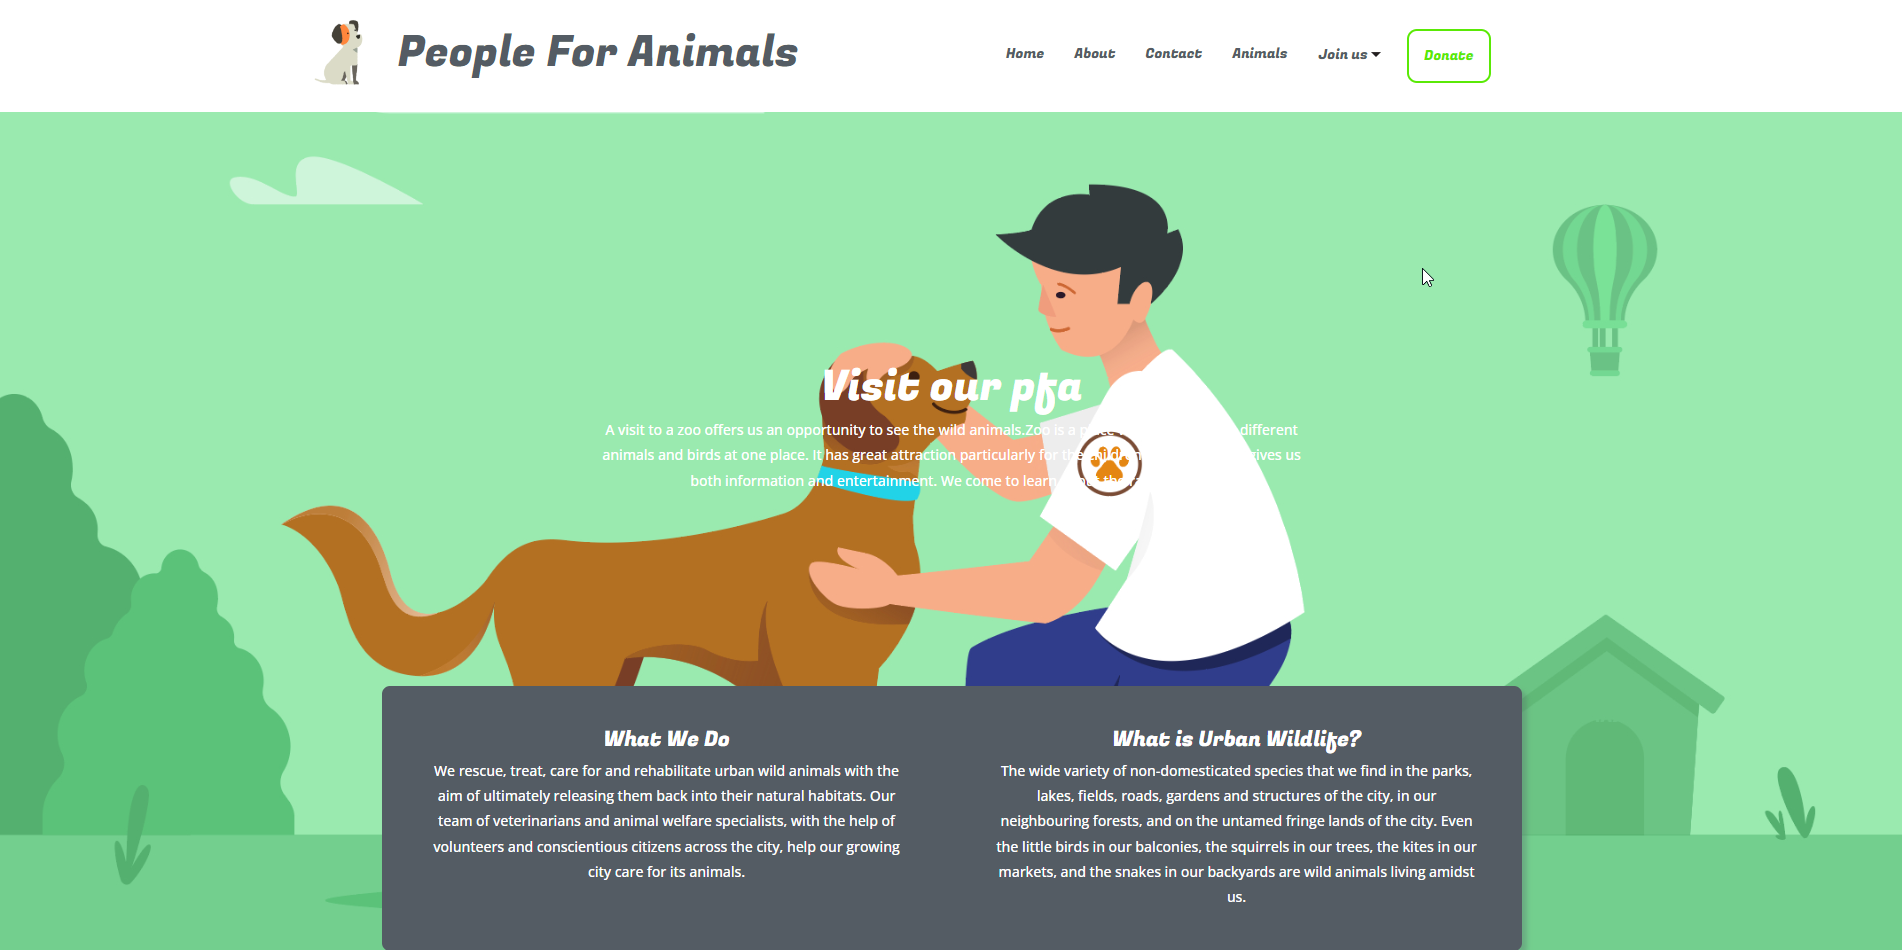 People For Animals
Home About Contact Animals Join us Donate
Visit our pfa
A visit to a zoo offers us an opportunity to see the wild animals.Zoo is a place different
animals and birds at one place. It has great attraction particularly for the children gives us
both information and entertainment. We come to learn about the
What We Do
We rescue, treat, care for and rehabilitate urban wild animals with the
aim of ultimately releasing them back into their natural habitats. Our
team of veterinarians and animal welfare specialists, with the help of
volunteers and conscientious citizens across the city, help our growing
city care for its animals.
What is Urban Wildlife?
The wide variety of non-domesticated species that we find in the parks,
lakes, fields, roads, gardens and structures of the city, in our
neighbouring forests, and on the untamed fringe lands of the city. Even
the little birds in our balconies, the squirrels in our trees, the kites in our
markets, and the snakes in our backyards are wild animals living amidst
us.